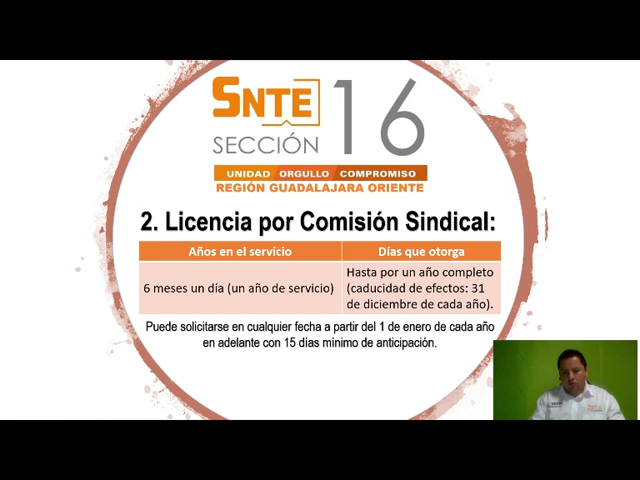 SNTE 16
SECCIÓN
UNIDAD ORGULLO COMPROMISO
REGIÓN GUADALAJARA ORIENTE
2. Licencia por Comisión Sindical:
Años en el servicio Días que otorga
6 meses un día (un año de servicio) Hasta por un año completo
(caducidad de efectos: 31
de diciembre de cada año).
Puede solicitarse en cualquier fecha a partir del 1 de enero de cada año
en adelante con 15 días mínimo de anticipación.